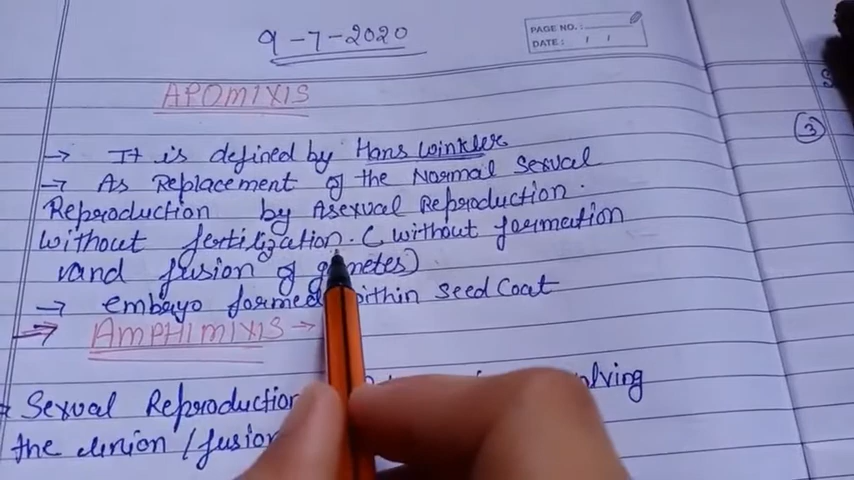 9-7-2020
PAGE NO.:
DATE: / /
APOMIXIS
3
→ It is defined by Hans Winkler
→ As Replacement of the Normal Sexual
Reproduction by Asexual Reproduction.
without fertilization. (without formation
and fusion of gametes)
→ embayo formed within seed Coat
⇒ AMPHIMIXIS →
Sexual Reproduction
the Union / fusion